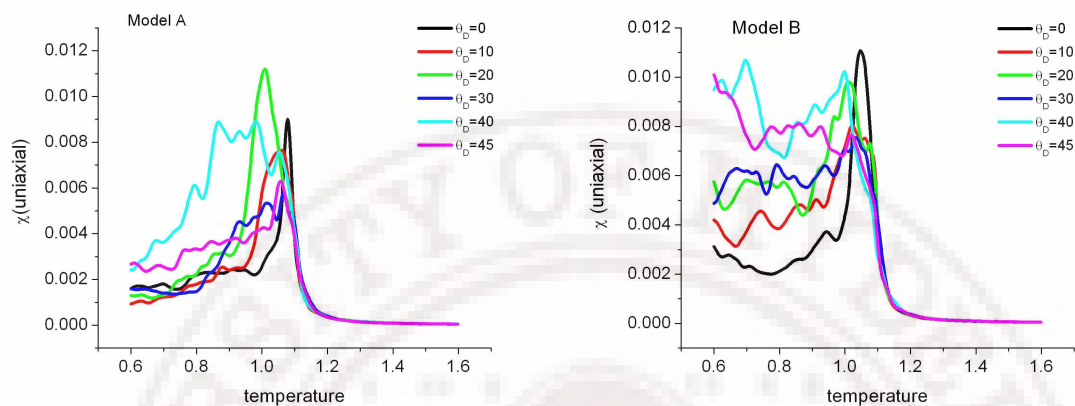 Model A
θD=0
θD=10
θD=20
θD=30
θD=40
θD=45
0.012
0.010
0.008
0.006
0.004
0.002
0.000
χ(uniaxial)
0.6 0.8 1.0 1.2 1.4 1.6
temperature
Model B
θD=0
θD=10
θD=20
θD=30
θD=40
θD=45
0.012
0.010
0.008
0.006
0.004
0.002
0.000
χ (uniaxial)
0.6 0.8 1.0 1.2 1.4 1.6
temperature